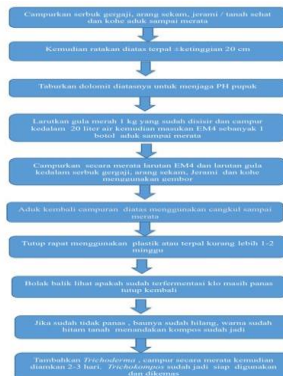 Campurkan serbuk gergaji, arang sekam, jerami / tanah sehat
dan kohe aduk sampai merata
Kemudian ratakan diatas terpal ±ketinggian 20 cm
Taburkan dolomit diatasnya untuk menjaga PH pupuk
Larutkan gula merah 1 kg yang sudah disisir dan campur
kedalam 20 liter air kemudian masukan EM4 sebanyak 1
botol aduk sampai merata
Campurkan secara merata larutan EM4 dan larutan gula
kedalam serbuk gergaji, arang sekam, Jerami dan kohe
menggunakan gembor
Aduk kembali campuran diatas menggunakan cangkul sampai
merata
Tutup rapat menggunakan plastik atau terpal kurang lebih 1-2
minggu
Bolak balik lihat apakah sudah terfermentasi klo masih panas
tutup kembali
Jika sudah tidak panas , baunya sudah hilang, warna sudah
hitam tanah menandakan kompos sudah jadi
Tambahkan Trichoderma , campur secara merata kemudian
diamkan 2-3 hari. Trichokompos sudah jadi siap digunakan
dan dikemas